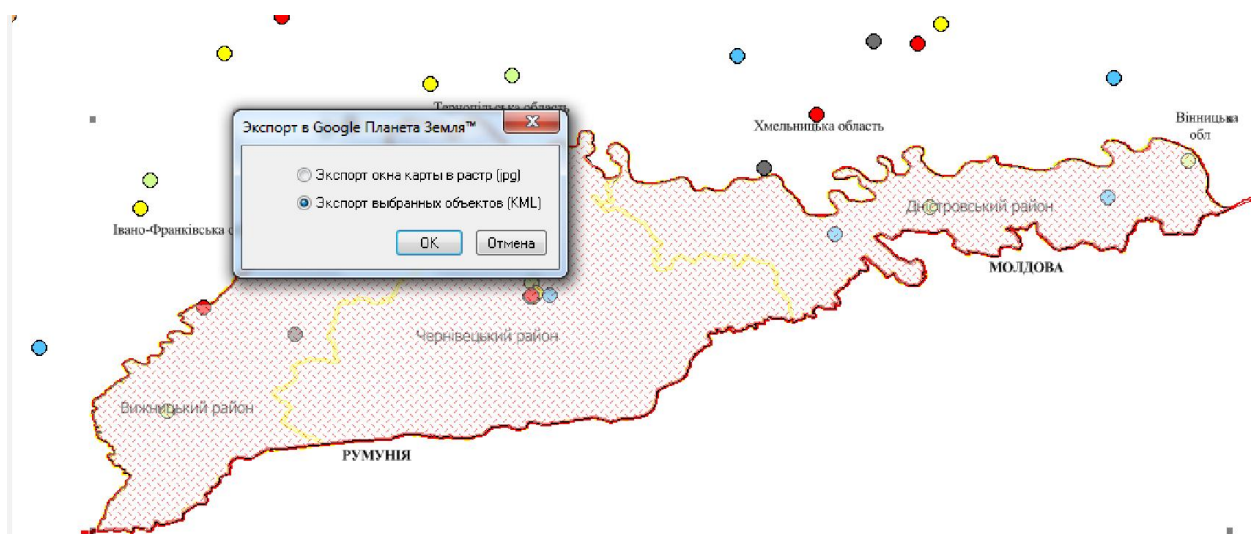 Тернопільська область
Хмельницька область
Вінницька
обл
Экспорт в Google Планета Земля™
Экспорт окна карты в растр (jpg)
Экспорт выбранных объектов (KML)
OK
Отмена
Івано-Франківська
Дністровський район
МОЛДОВА
Чернівецький район
Вижницький район
РУМУНІЯ